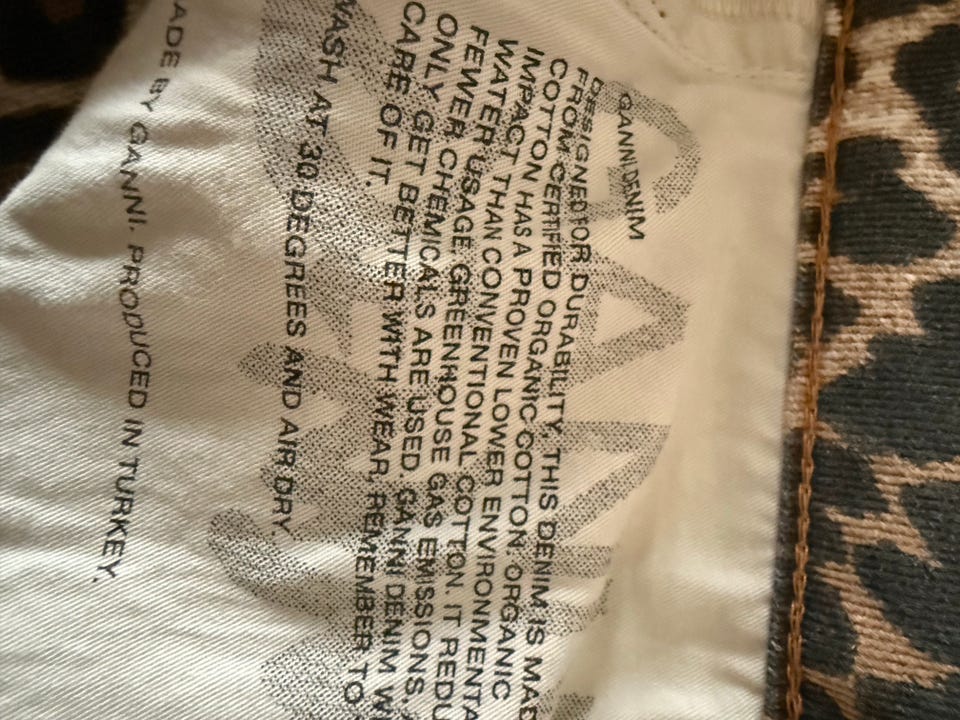 GANNI DENIM
DESIGNED FOR DURABILITY, THIS DENIM IS MAD
FROM CERTIFIED ORGANIC COTTON. ORGANIC
COTTON HAS A PROVEN LOWER ENVIRONMENTA
IMPACT THAN CONVENTIONAL COTTON. IT REDU
WATER USAGE, GREENHOUSE GAS EMISSIONS.
FEWER CHEMICALS ARE USED. GANNI DENIM W
ONLY GET BETTER WITH WEAR, REMEMBER TO
CARE OF IT.
WASH AT 30 DEGREES AND AIR DRY.
ADE BY GANNI. PRODUCED IN TURKEY.